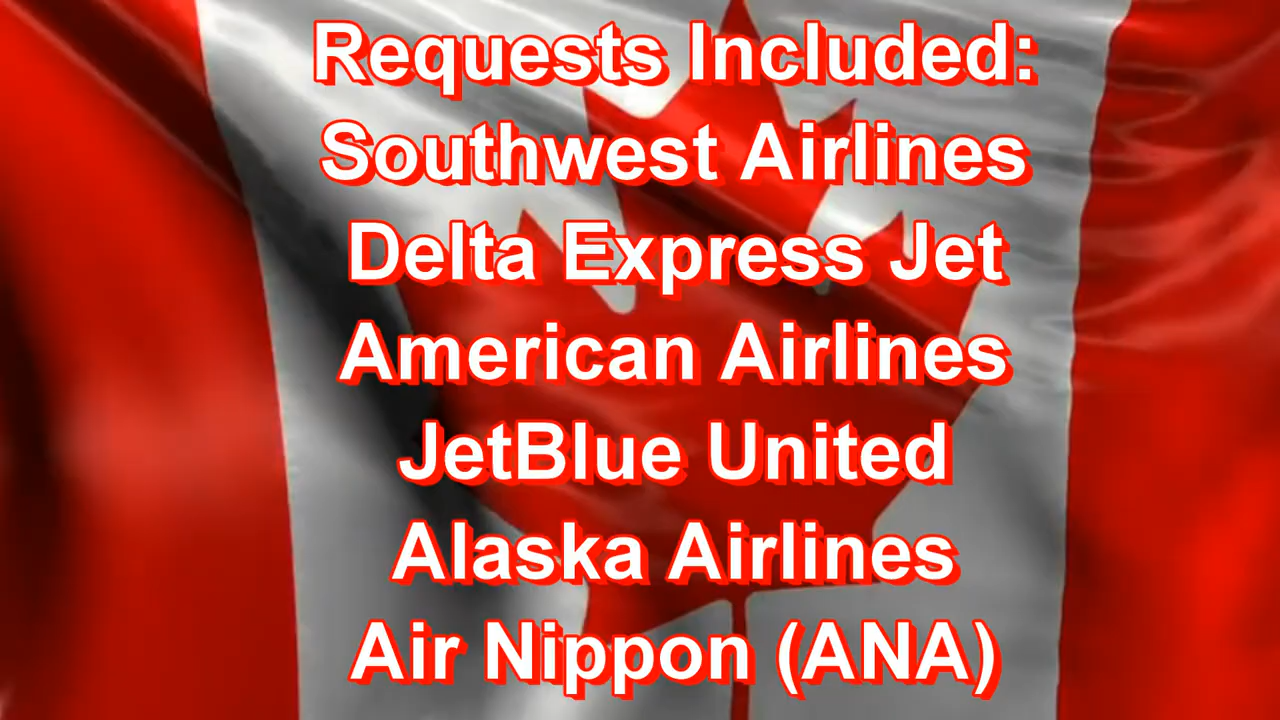 Requests Included:
Southwest Airlines
Delta Express Jet
American Airlines
JetBlue United
Alaska Airlines
Air Nippon (ANA)